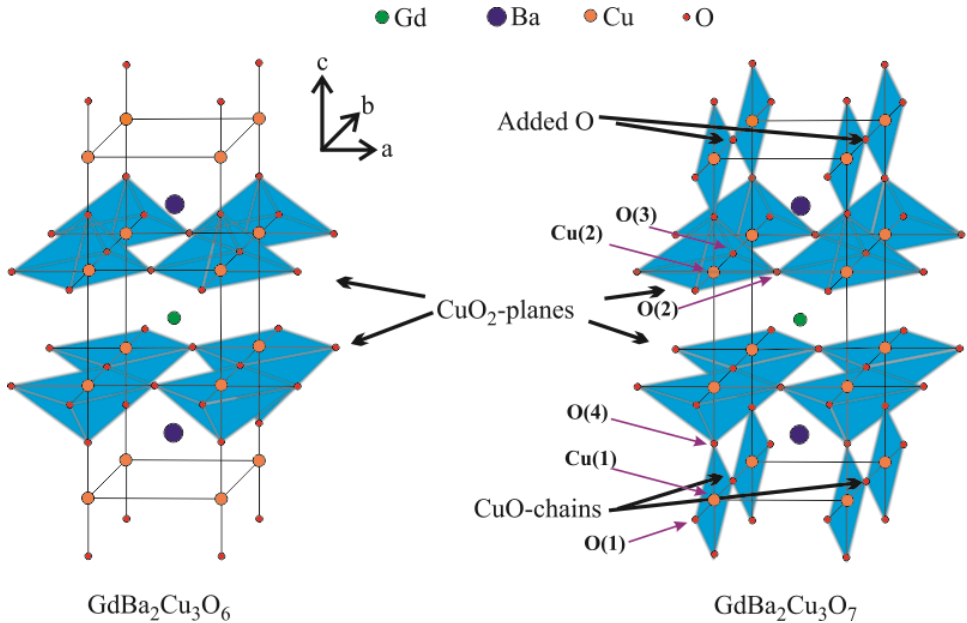 Gd Ba Cu O
c
b
a
Added O
O(3)
Cu(2)
O(2)
CuO2-planes
O(4)
Cu(1)
CuO-chains
O(1)
GdBa2Cu3O6
GdBa2Cu3O7